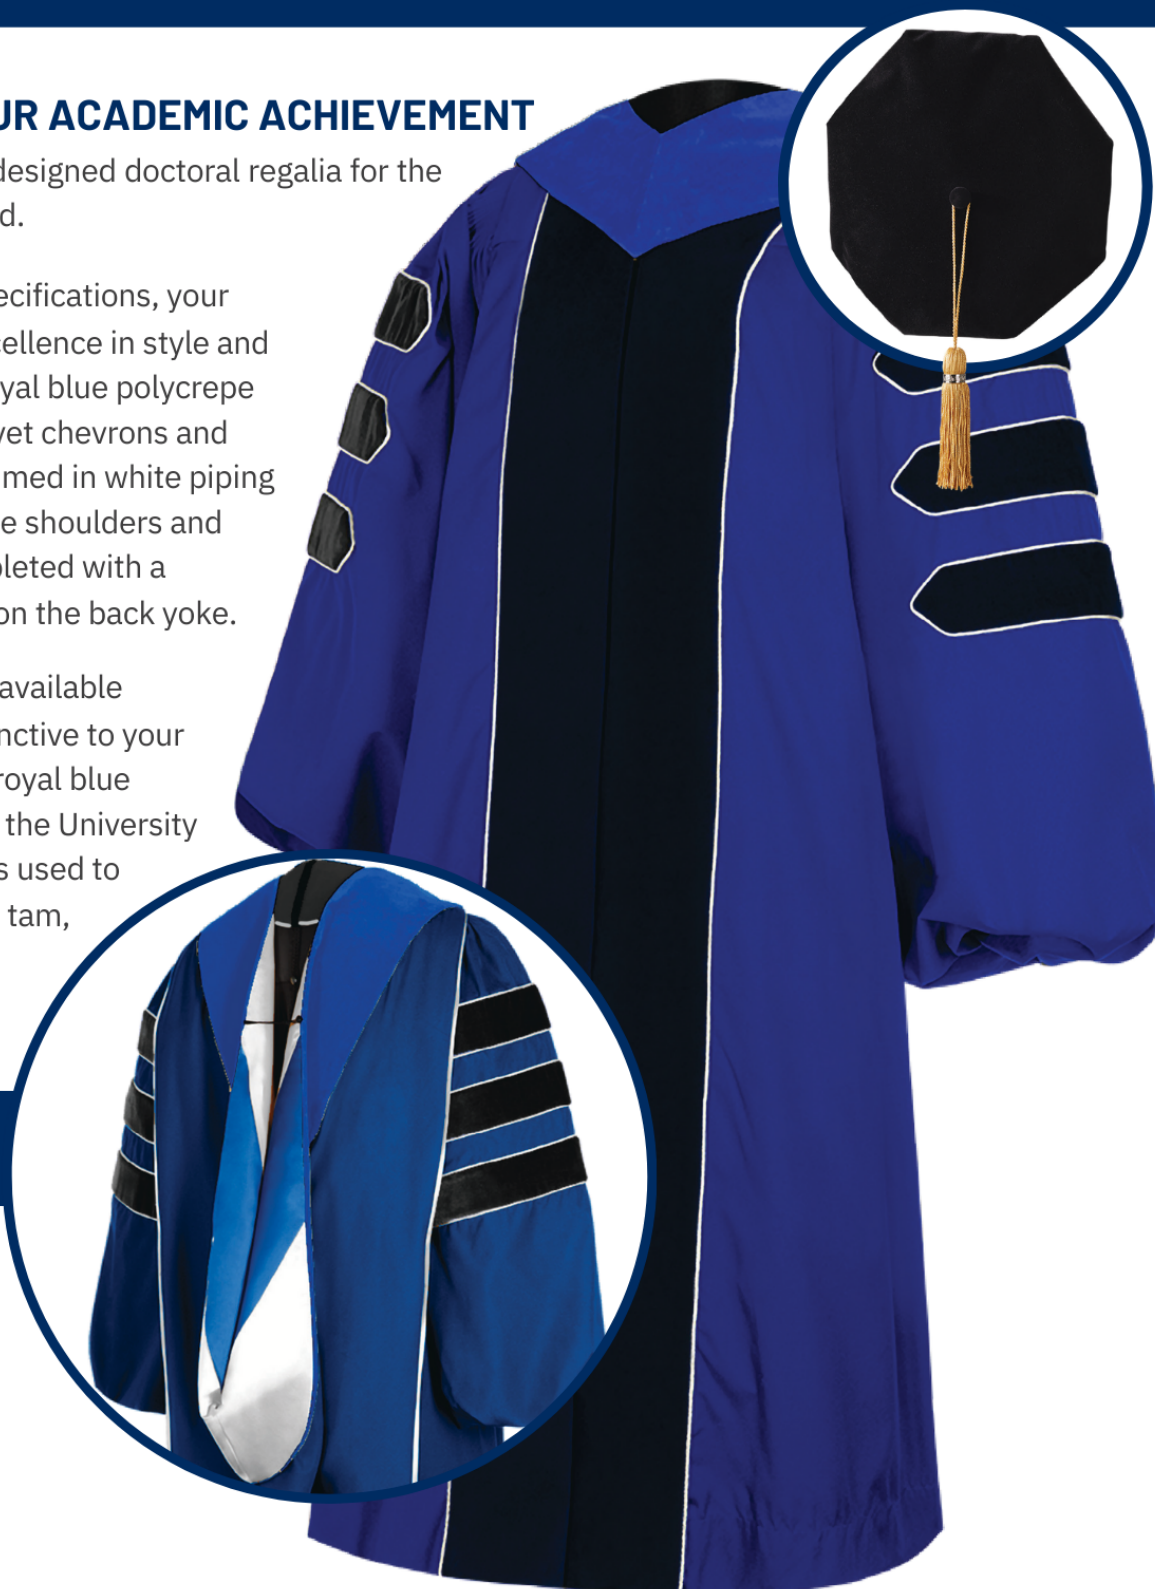 UR ACADEMIC ACHIEVEMENT
designed doctoral regalia for the
d.
ecifications, your
cellence in style and
yal blue polycrepe
vet chevrons and
med in white piping
e shoulders and
pleted with a
on the back yoke.
available
nctive to your
royal blue
the University
s used to
tam,